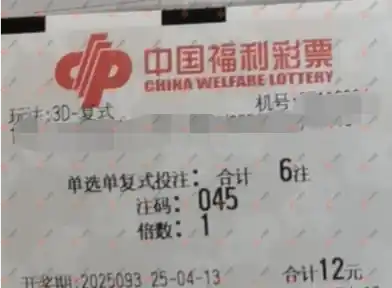 中国福利彩票
CHINA WELFARE LOTTERY
玩法:3D-复式 机号:
单选单复式投注: 合计 6注
注码: 045
倍数: 1
开奖期:2025093 25-04-13 合计12元